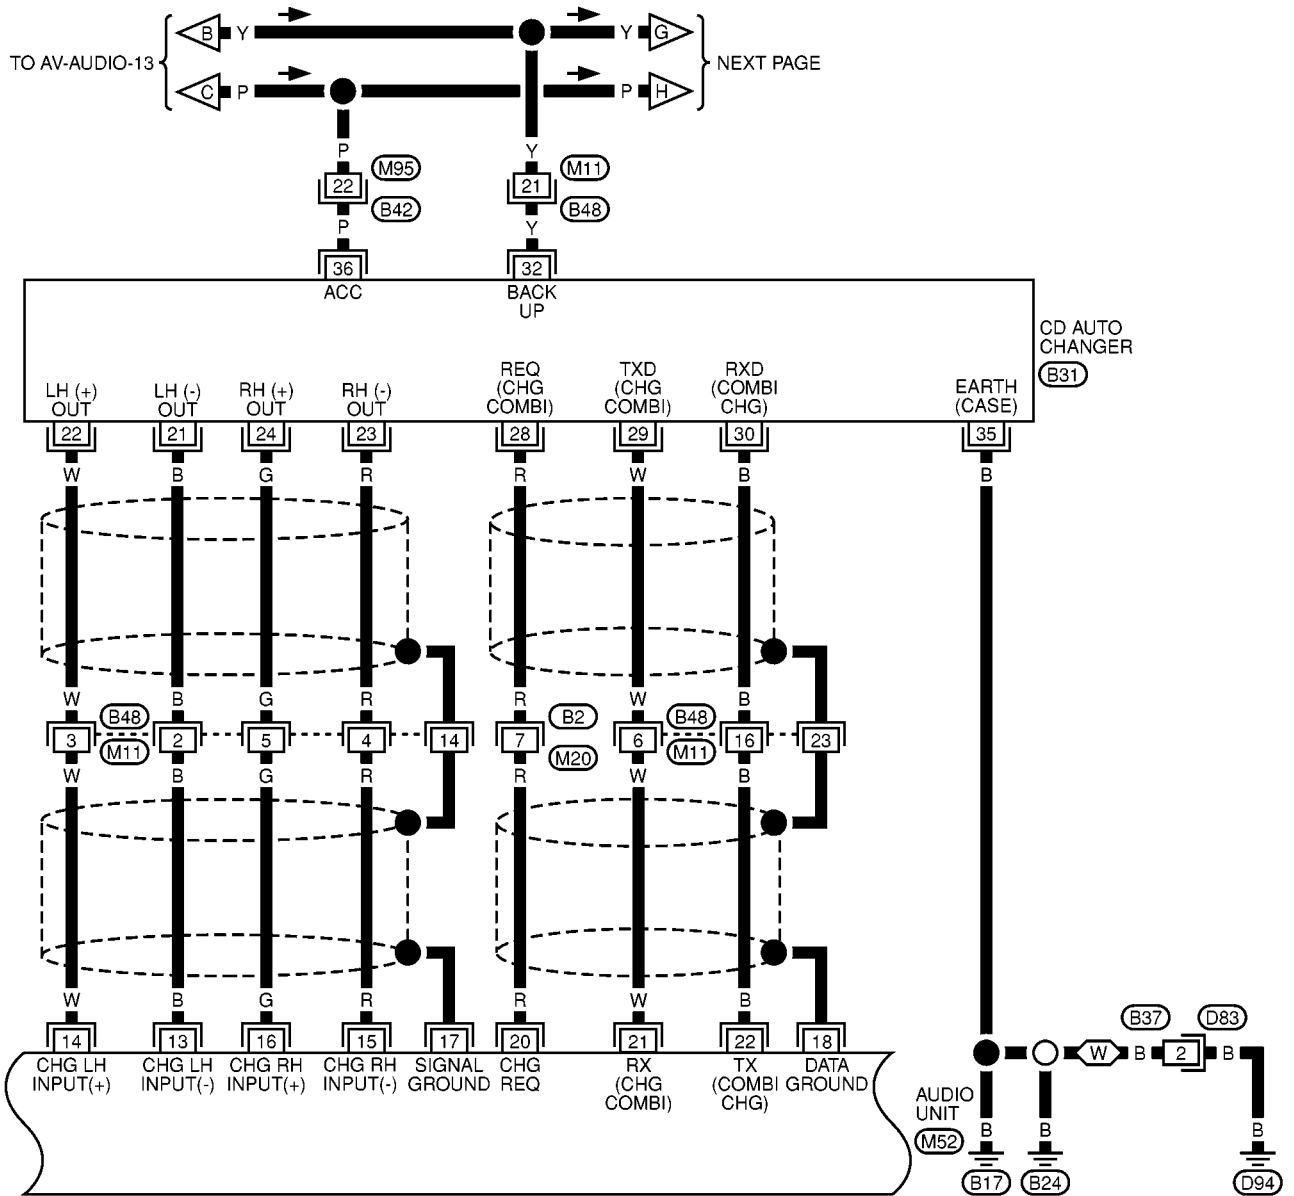 B Y Y G
TO AV-AUDIO-13 NEXT PAGE
C P P H
P Y
M95 M11
22 21
B42 B48
P Y
36 32
ACC BACK
UP
CD AUTO
CHANGER
B31
LH (+)
OUT
LH (-)
OUT
RH (+)
OUT
RH (-)
OUT
REQ
(CHG
COMBI)
TXD
(CHG
COMBI)
RXD
(COMBI
CHG)
EARTH
(CASE)
22 21 24 23 28 29 30 35
W B G R R W B B
W B G R R W B
B48 B2 B48
3 2 5 4 14 7 6 16 23
M11 M20 M11
W B G R R W B
W B G R R W B
14 13 16 15 17 20 21 22 18
CHG LH
INPUT(+)
CHG LH
INPUT(-)
CHG RH
INPUT(+)
CHG RH
INPUT(-)
SIGNAL
GROUND
CHG
REQ
RX
(CHG
COMBI)
TX
(COMBI
CHG)
DATA
GROUND
AUDIO
UNIT
M52
B37 D83
W B 2 B
B B B
B17 B24 D94